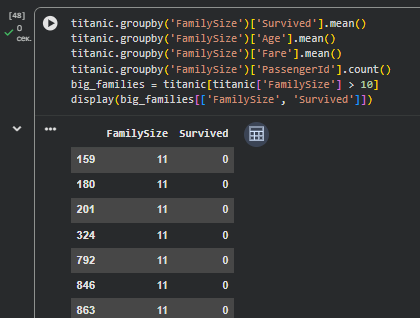 [48]
0
сек.
titanic.groupby('FamilySize')['Survived'].mean()
titanic.groupby('FamilySize')['Age'].mean()
titanic.groupby('FamilySize')['Fare'].mean()
titanic.groupby('FamilySize')['PassengerId'].count()
big_families = titanic[titanic['FamilySize'] > 10]
display(big_families[['FamilySize', 'Survived']])
FamilySize Survived
159 11 0
180 11 0
201 11 0
324 11 0
792 11 0
846 11 0
863 11 0